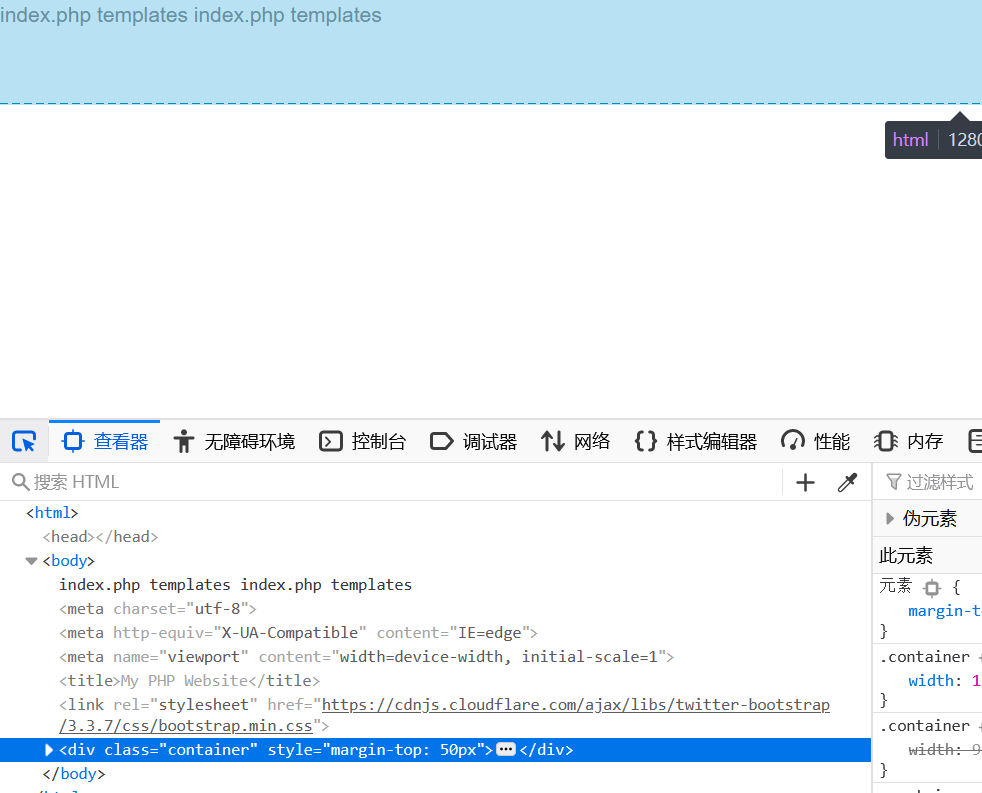 index.php templates index.php templates
html 1280
查看器 无障碍环境 控制台 调试器 网络 样式编辑器 性能 内存
搜索 HTML
过滤样式
<html>
<head></head>
<body>
index.php templates index.php templates
<meta charset="utf-8">
<meta http-equiv="X-UA-Compatible" content="IE=edge">
<meta name="viewport" content="width=device-width, initial-scale=1">
<title>My PHP Website</title>
<link rel="stylesheet" href="https://cdnjs.cloudflare.com/ajax/libs/twitter-bootstrap
/3.3.7/css/bootstrap.min.css">
<div class="container" style="margin-top: 50px"></div>
</body>
伪元素
此元素
元素 {
margin-t
}
.container
width: 1
}
.container
width: 9
}